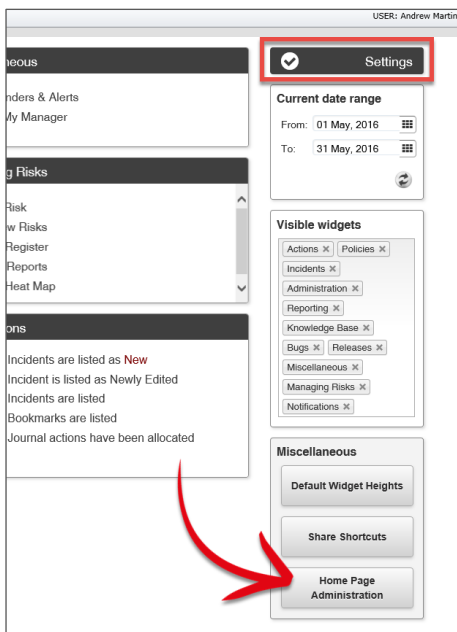 USER: Andrew Martin
neous
nders & Alerts
My Manager
g Risks
Risk
w Risks
Register
Reports
Heat Map
ons
Incidents are listed as New
Incident is listed as Newly Edited
Incidents are listed
Bookmarks are listed
Journal actions have been allocated
Settings
Current date range
From: 01 May, 2016
To: 31 May, 2016
Visible widgets
Actions × Policies ×
Incidents ×
Administration ×
Reporting ×
Knowledge Base ×
Bugs × Releases ×
Miscellaneous ×
Managing Risks ×
Notifications ×
Miscellaneous
Default Widget Heights
Share Shortcuts
Home Page
Administration